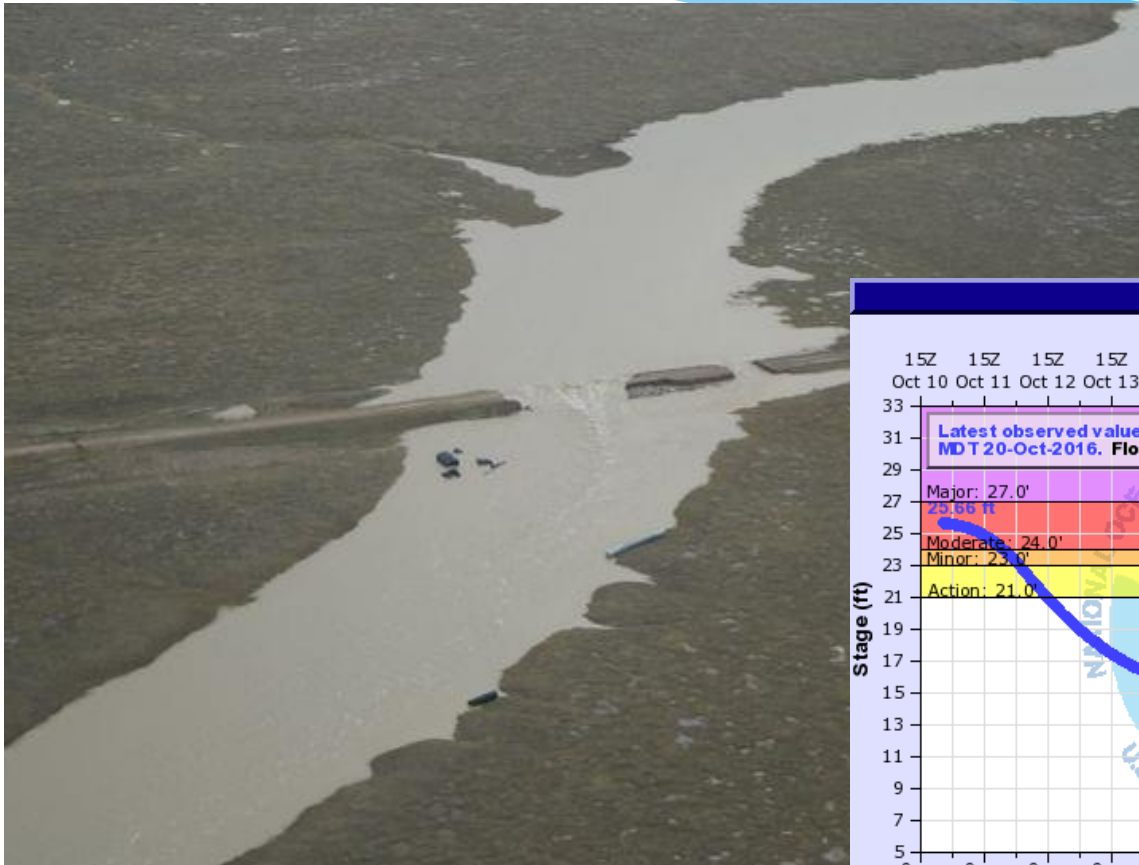 15Z 15Z 15Z 15Z
Oct 10 Oct 11 Oct 12 Oct 13
33
Latest observed value
31
MDT 20-Oct-2016. Flo
29
Major: 27.0'
27
25.66 ft
25
Moderate: 24.0'
Minor: 23.0'
23
Action: 21.0'
21
19
17
15
13
11
9
7
5
Stage (ft)